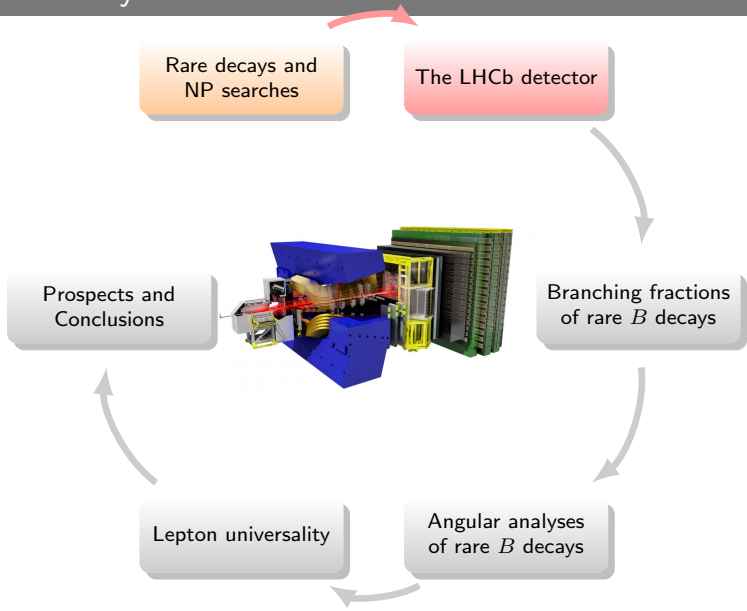 Rare decays and
NP searches
The LHCb detector
Branching fractions
of rare B decays
Angular analyses
of rare B decays
Lepton universality
Prospects and
Conclusions